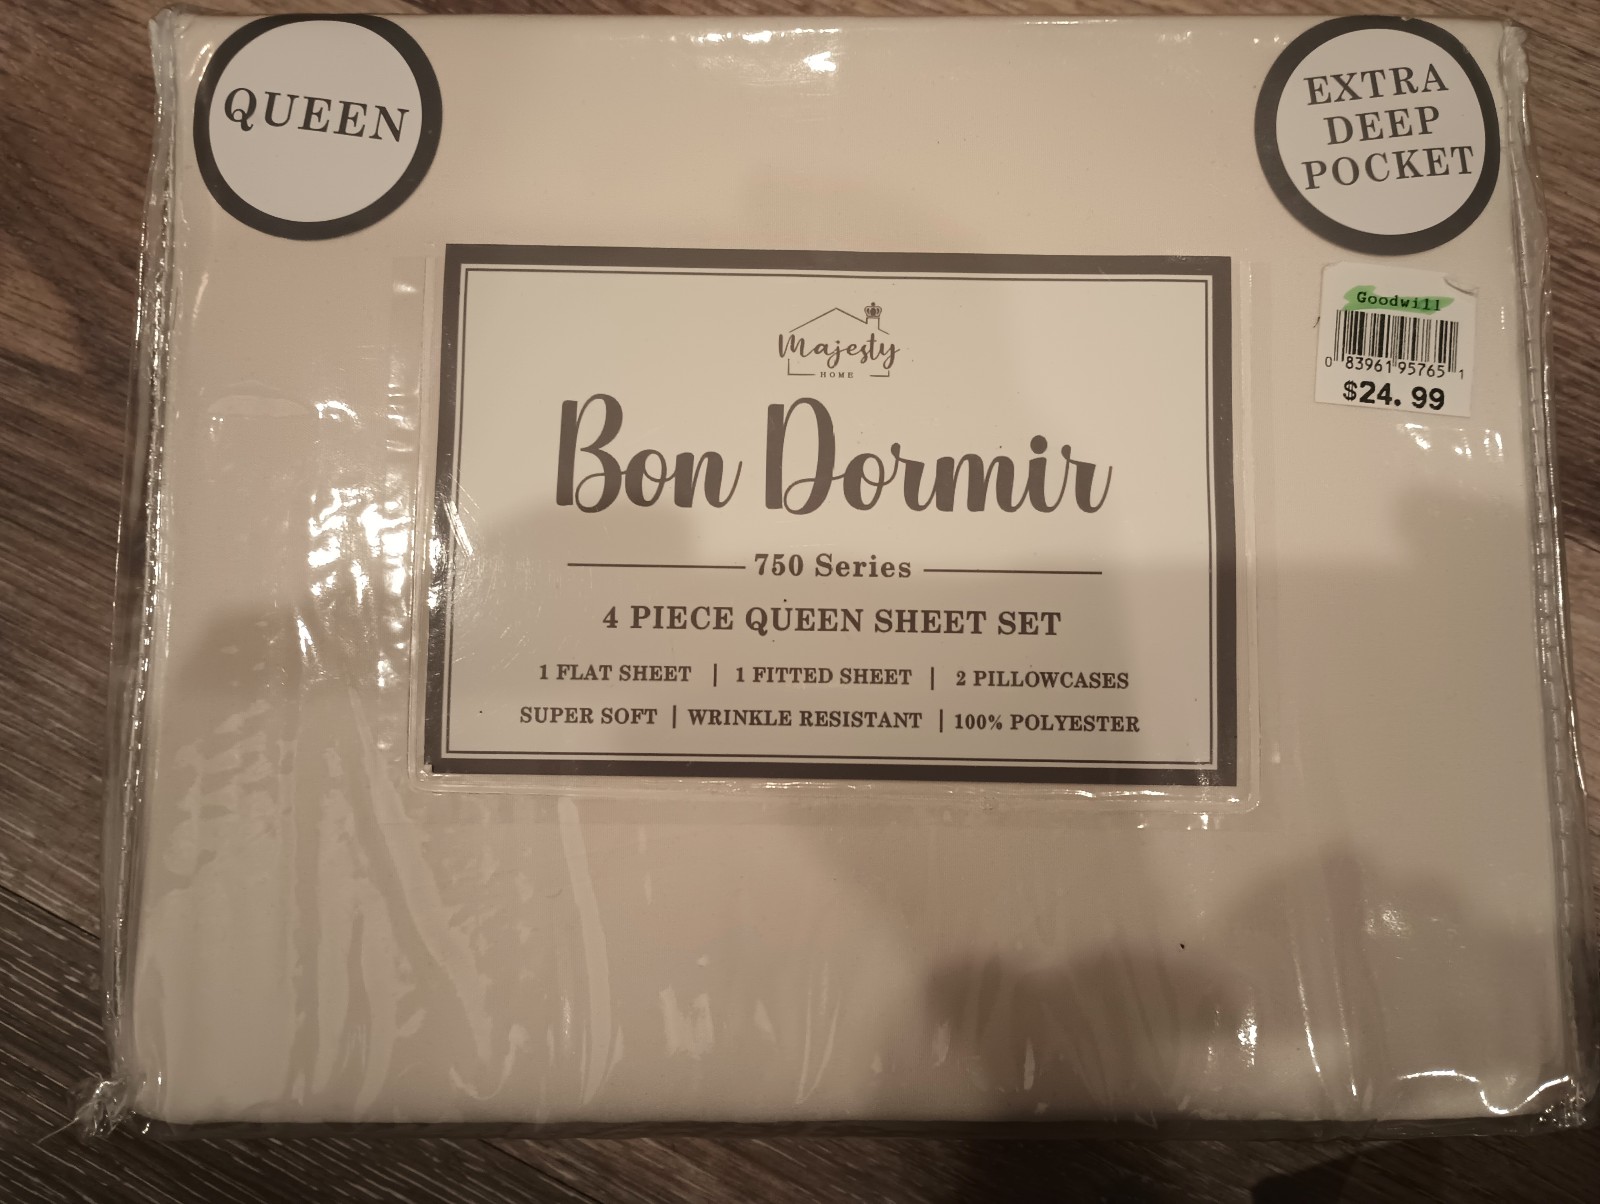 QUEEN
EXTRA
DEEP
POCKET
Goodwill
0 83961 95765 1
$24.99
Majesty
HOME
Bon Dormir
750 Series
4 PIECE QUEEN SHEET SET
1 FLAT SHEET | 1 FITTED SHEET | 2 PILLOWCASES
SUPER SOFT | WRINKLE RESISTANT | 100% POLYESTER